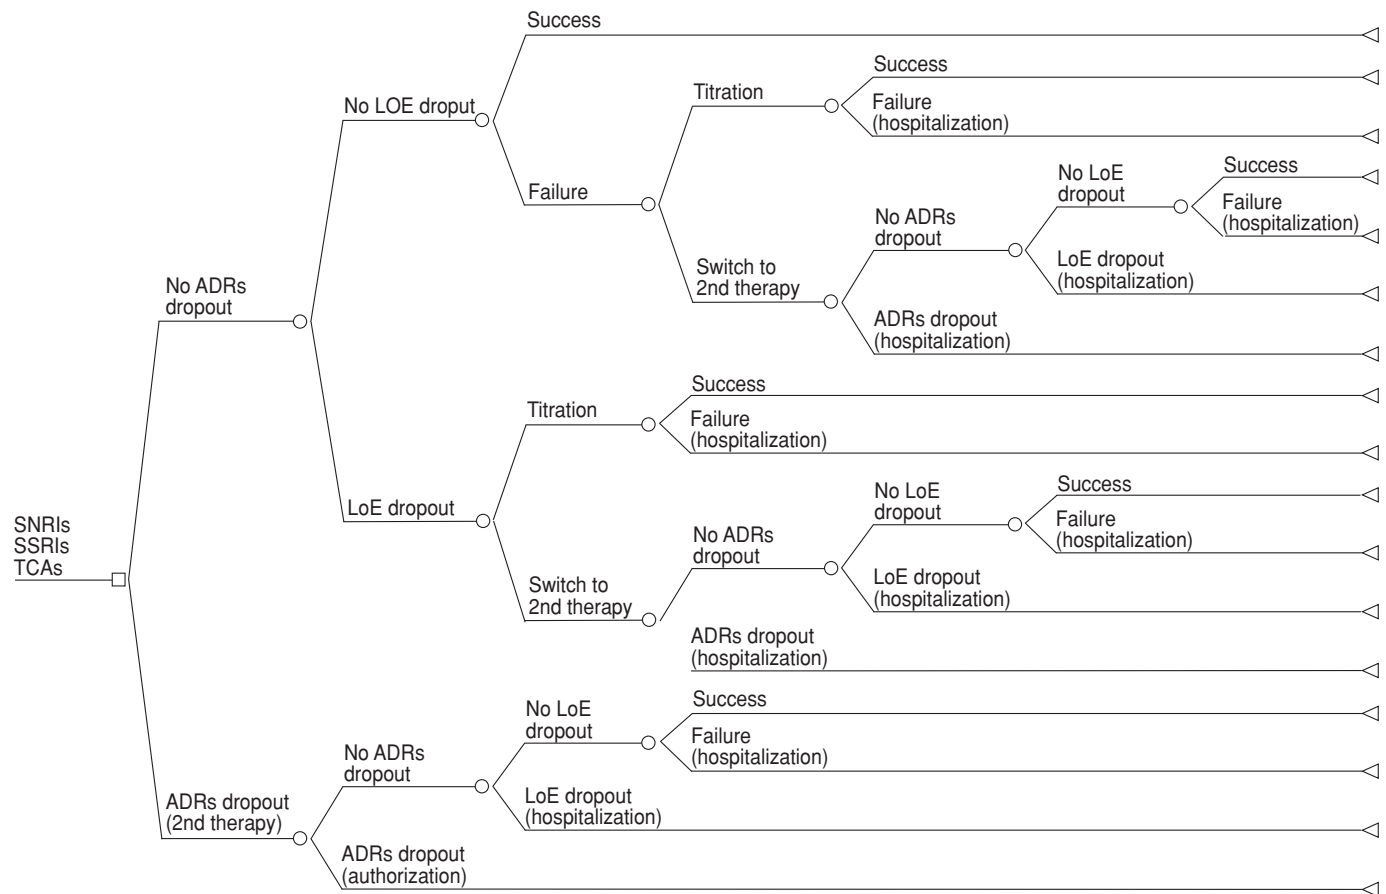 Success
Success
Titration
Failure
(hospitalization)
No LOE droput
Success
No LoE
dropout
Failure
(hospitalization)
Failure
No ADRs
dropout
LoE dropout
(hospitalization)
Switch to
2nd therapy
No ADRs
dropout
ADRs dropout
(hospitalization)
Success
Titration
Failure
(hospitalization)
Success
No LoE
dropout
LoE dropout
Failure
(hospitalization)
SNRIs
SSRIs
TCAs
No ADRs
dropout
Switch to
2nd therapy
LoE dropout
(hospitalization)
ADRs dropout
(hospitalization)
Success
No LoE
dropout
Failure
(hospitalization)
No ADRs
dropout
ADRs dropout
(2nd therapy)
LoE dropout
(hospitalization)
ADRs dropout
(authorization)